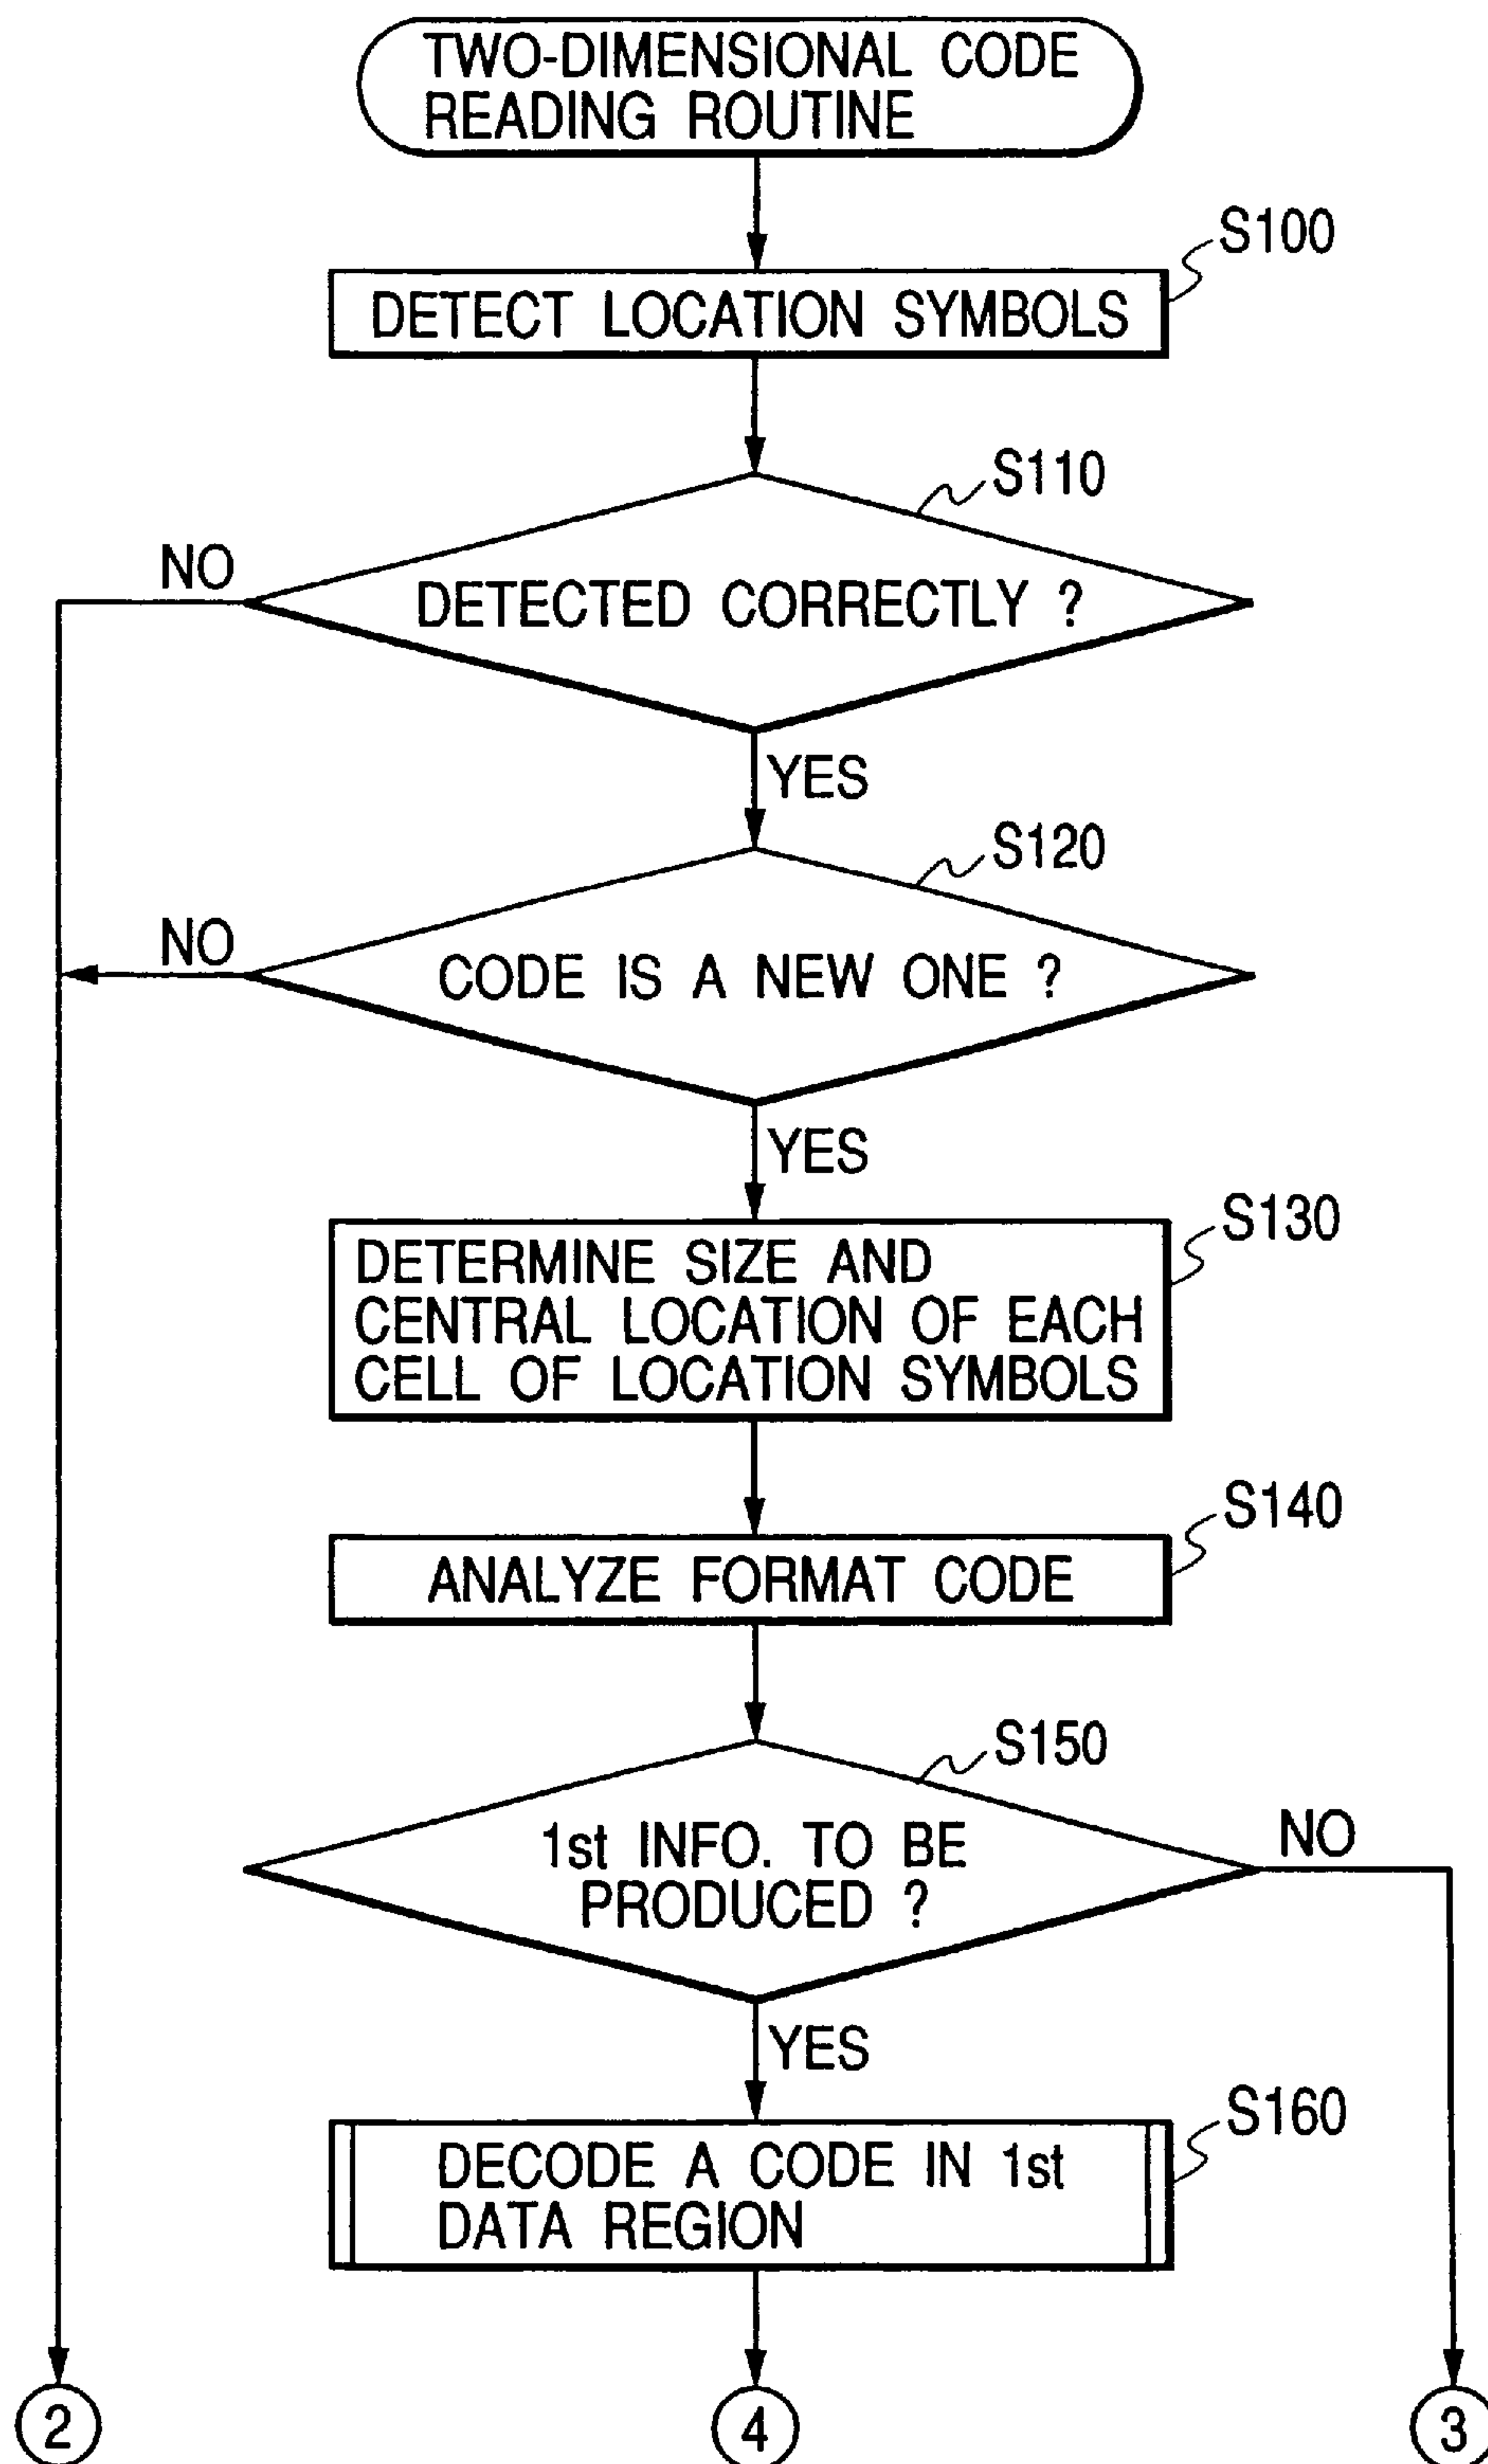 TWO-DIMENSIONAL CODE
READING ROUTINE
S100
DETECT LOCATION SYMBOLS
S110
NO
DETECTED CORRECTLY ?
YES
S120
NO
CODE IS A NEW ONE ?
YES
S130
DETERMINE SIZE AND
CENTRAL LOCATION OF EACH
CELL OF LOCATION SYMBOLS
S140
ANALYZE FORMAT CODE
S150
1st INFO. TO BE
PRODUCED ?
NO
YES
S160
DECODE A CODE IN 1st
DATA REGION
2
4
3